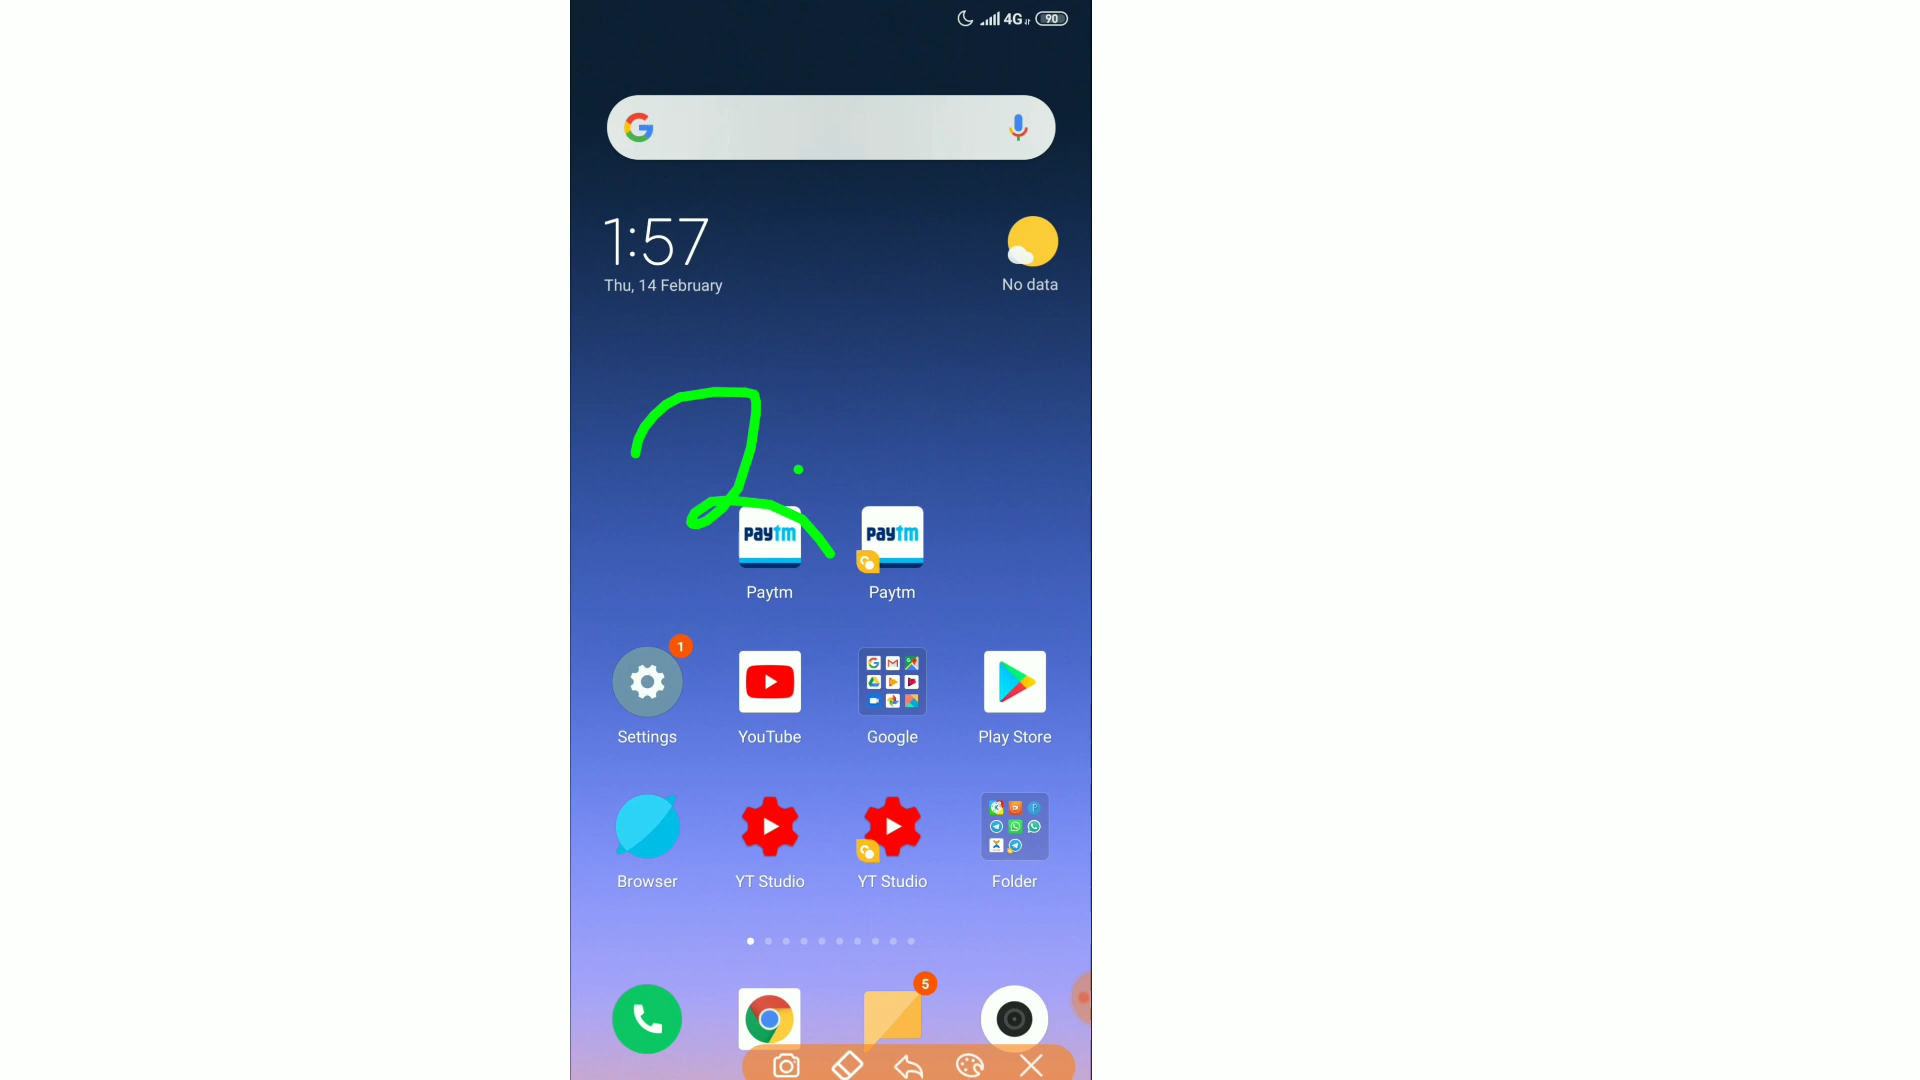 4G 90
1:57
Thu, 14 February
No data
2.
paytm paytm
Paytm Paytm
1
Settings YouTube Google Play Store
Browser YT Studio YT Studio Folder
5